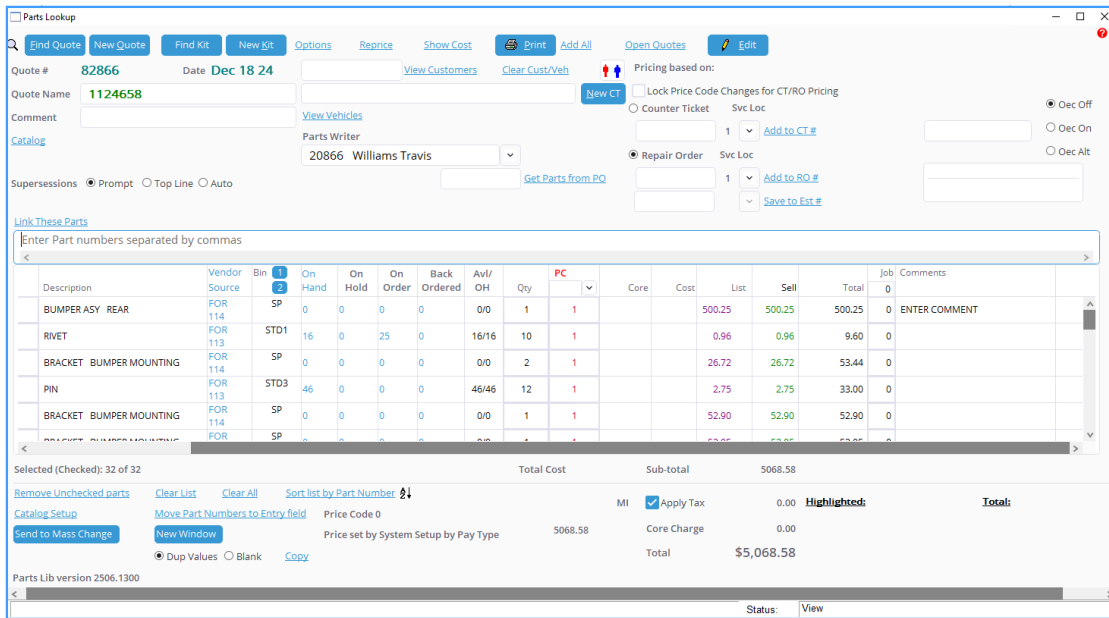 Parts Lookup
Find Quote New Quote Find Kit New Kit Options Reprice Show Cost Print Add All Open Quotes Edit
Quote # 82866 Date Dec 18 24 View Customers Clear Cust/Veh Pricing based on:
Quote Name 1124658 New CT Lock Price Code Changes for CT/RO Pricing
Counter Ticket Svc Loc Oec Off
Comment View Vehicles 1 Add to CT # Oec On
Catalog Parts Writer Oec Alt
20866 Williams Travis Repair Order Svc Loc
Supersessions Prompt Top Line Auto Get Parts from PO 1 Add to RO #
Save to Est #
Link These Parts
Enter Part numbers separated by commas
Description Vendor Source Bin 1 2 On Hand On Hold On Order Back Ordered Avl/ OH Qty PC Core Cost List Sell Total Job 0 Comments
BUMPER ASY REAR FOR 114 SP 0 0 0 0 0/0 1 1 500.25 500.25 500.25 0 ENTER COMMENT
RIVET FOR 113 STD1 16 0 25 0 16/16 10 1 0.96 0.96 9.60 0
BRACKET BUMPER MOUNTING FOR 114 SP 0 0 0 0 0/0 2 1 26.72 26.72 53.44 0
PIN FOR 113 STD3 46 0 0 0 46/46 12 1 2.75 2.75 33.00 0
BRACKET BUMPER MOUNTING FOR 114 SP 0 0 0 0 0/0 1 1 52.90 52.90 52.90 0
BRACKET BUMPER MOUNTING FOR SP
Selected (Checked): 32 of 32 Total Cost Sub-total 5068.58
Remove Unchecked parts Clear List Clear All Sort list by Part Number
MI Apply Tax 0.00 Highlighted: Total:
Catalog Setup Move Part Numbers to Entry field Price Code 0
Send to Mass Change New Window Price set by System Setup by Pay Type 5068.58 Core Charge 0.00
Dup Values Blank Copy Total $5,068.58
Parts Lib version 2506.1300
Status: View